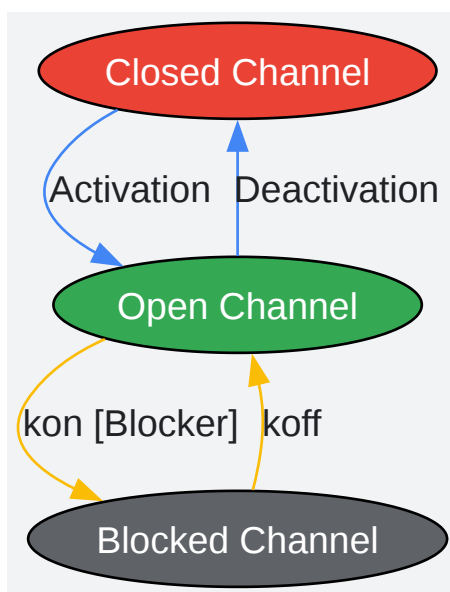 Closed Channel
Activation
Deactivation
Open Channel
kon [Blocker]
koff
Blocked Channel